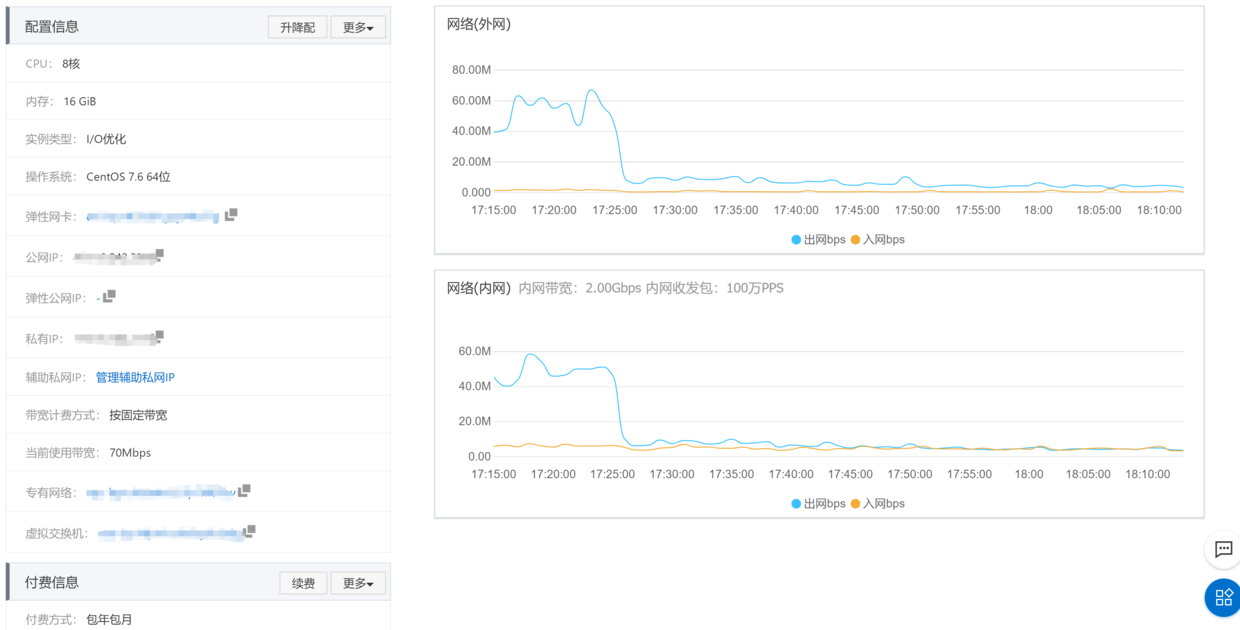 配置信息
升降配
更多
CPU： 8核
内存： 16 GiB
实例类型： I/O优化
操作系统： CentOS 7.6 64位
弹性网卡：
公网IP：
弹性公网IP： -
私有IP：
辅助私网IP： 管理辅助私网IP
带宽计费方式： 按固定带宽
当前使用带宽： 70Mbps
专有网络：
虚拟交换机：
付费信息
续费
更多
付费方式： 包年包月
网络(外网)
80.00M
60.00M
40.00M
20.00M
0.000
17:15:00 17:20:00 17:25:00 17:30:00 17:35:00 17:40:00 17:45:00 17:50:00 17:55:00 18:00 18:05:00 18:10:00
出网bps 入网bps
网络(内网) 内网带宽：2.00Gbps 内网收发包：100万PPS
60.0M
40.0M
20.0M
0.00
17:15:00 17:20:00 17:25:00 17:30:00 17:35:00 17:40:00 17:45:00 17:50:00 17:55:00 18:00 18:05:00 18:10:00
出网bps 入网bps